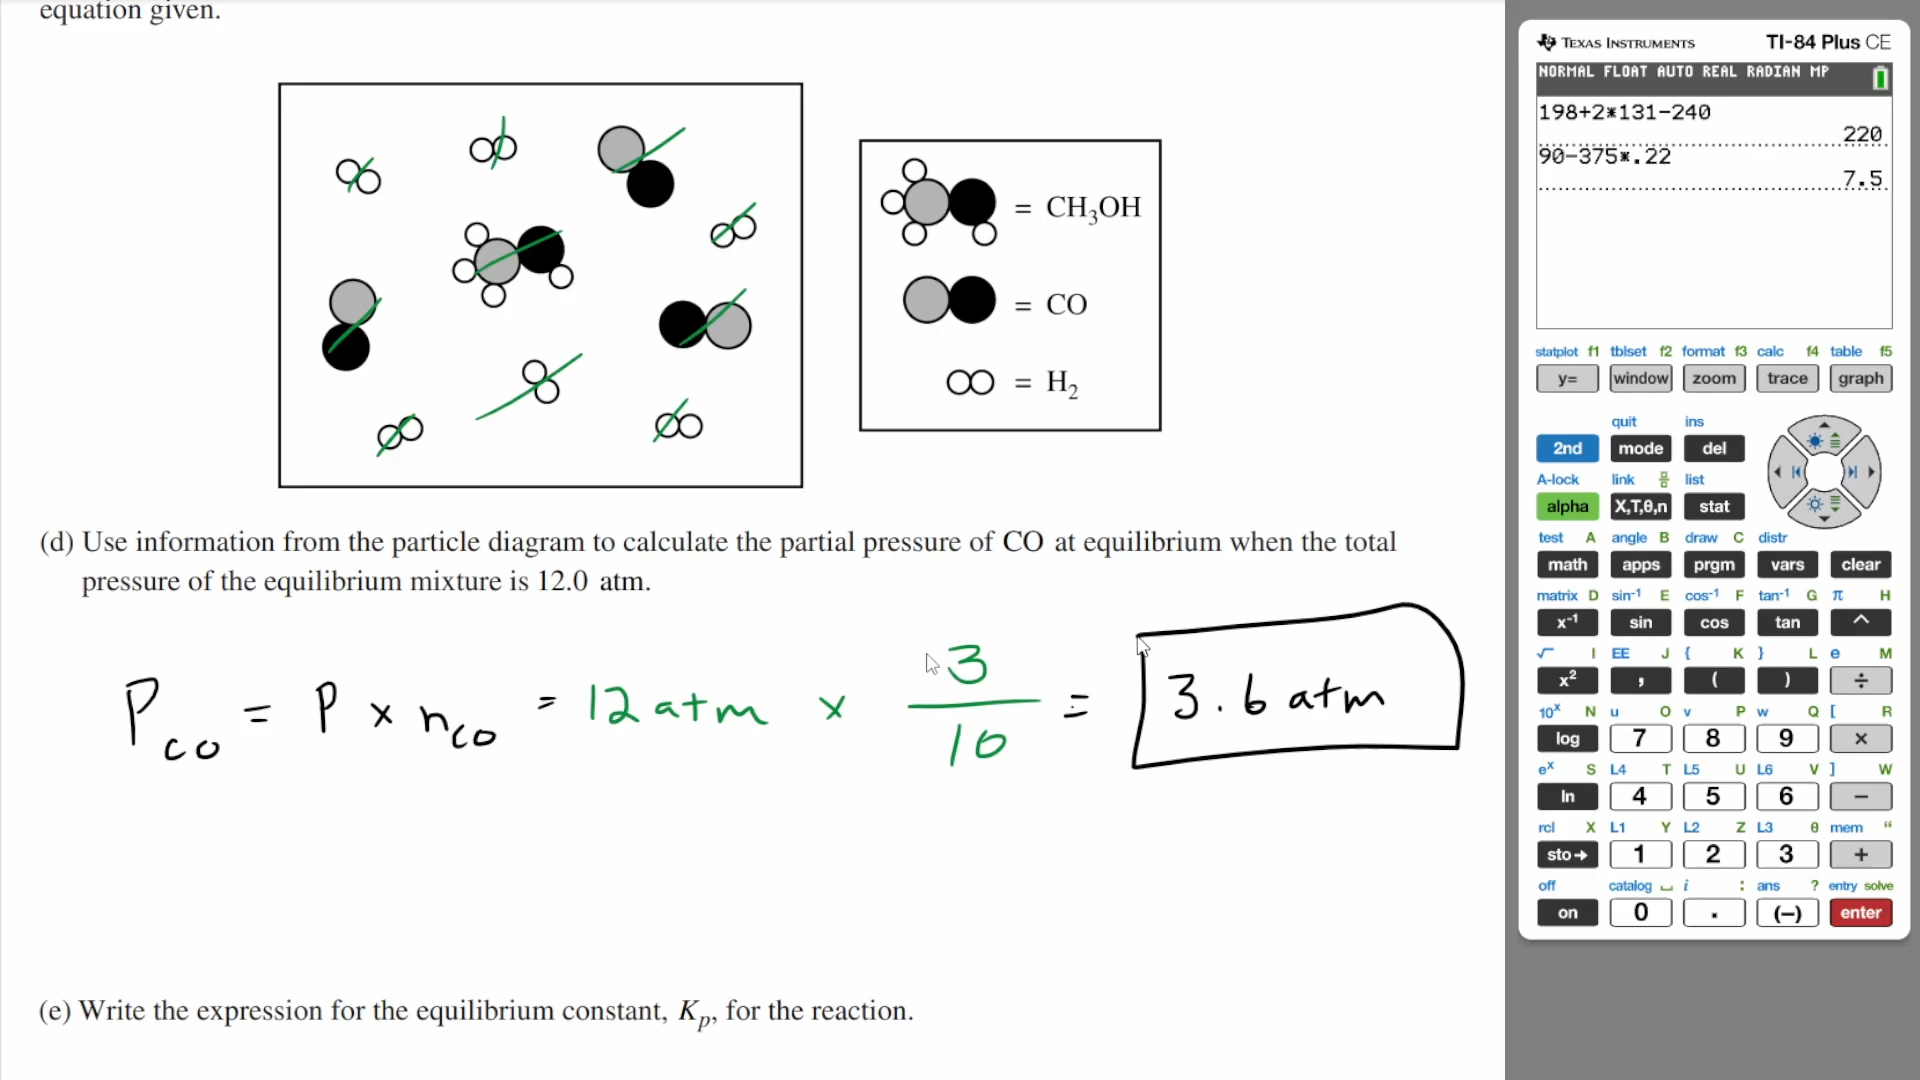 equation given.
= CH₃OH
= CO
= H₂
(d) Use information from the particle diagram to calculate the partial pressure of CO at equilibrium when the total
pressure of the equilibrium mixture is 12.0 atm.
P_CO = P × n_CO = 12 atm × 3/10 = 3.6 atm
(e) Write the expression for the equilibrium constant, Kₚ, for the reaction.
TEXAS INSTRUMENTS TI-84 Plus CE
NORMAL FLOAT AUTO REAL RADIAN MP
198+2*131-240
220
90-375*.22
7.5
statplot f1 tblset f2 format f3 calc f4 table f5
y= window zoom trace graph
quit ins
2nd mode del
A-lock link list
alpha X,T,θ,n stat
test A angle B draw C distr
math apps prgm vars clear
matrix D sin⁻¹ E cos⁻¹ F tan⁻¹ G π H
x⁻¹ sin cos tan ^
√ I EE J { K } L e M
x² , ( ) ÷
10ˣ N u O v P w Q [ R
log 7 8 9 ×
eˣ S L4 T L5 U L6 V ] W
ln 4 5 6 −
rcl X L1 Y L2 Z L3 θ mem “
sto→ 1 2 3 +
off catalog ⎵ i : ans ? entry solve
on 0 . (−) enter